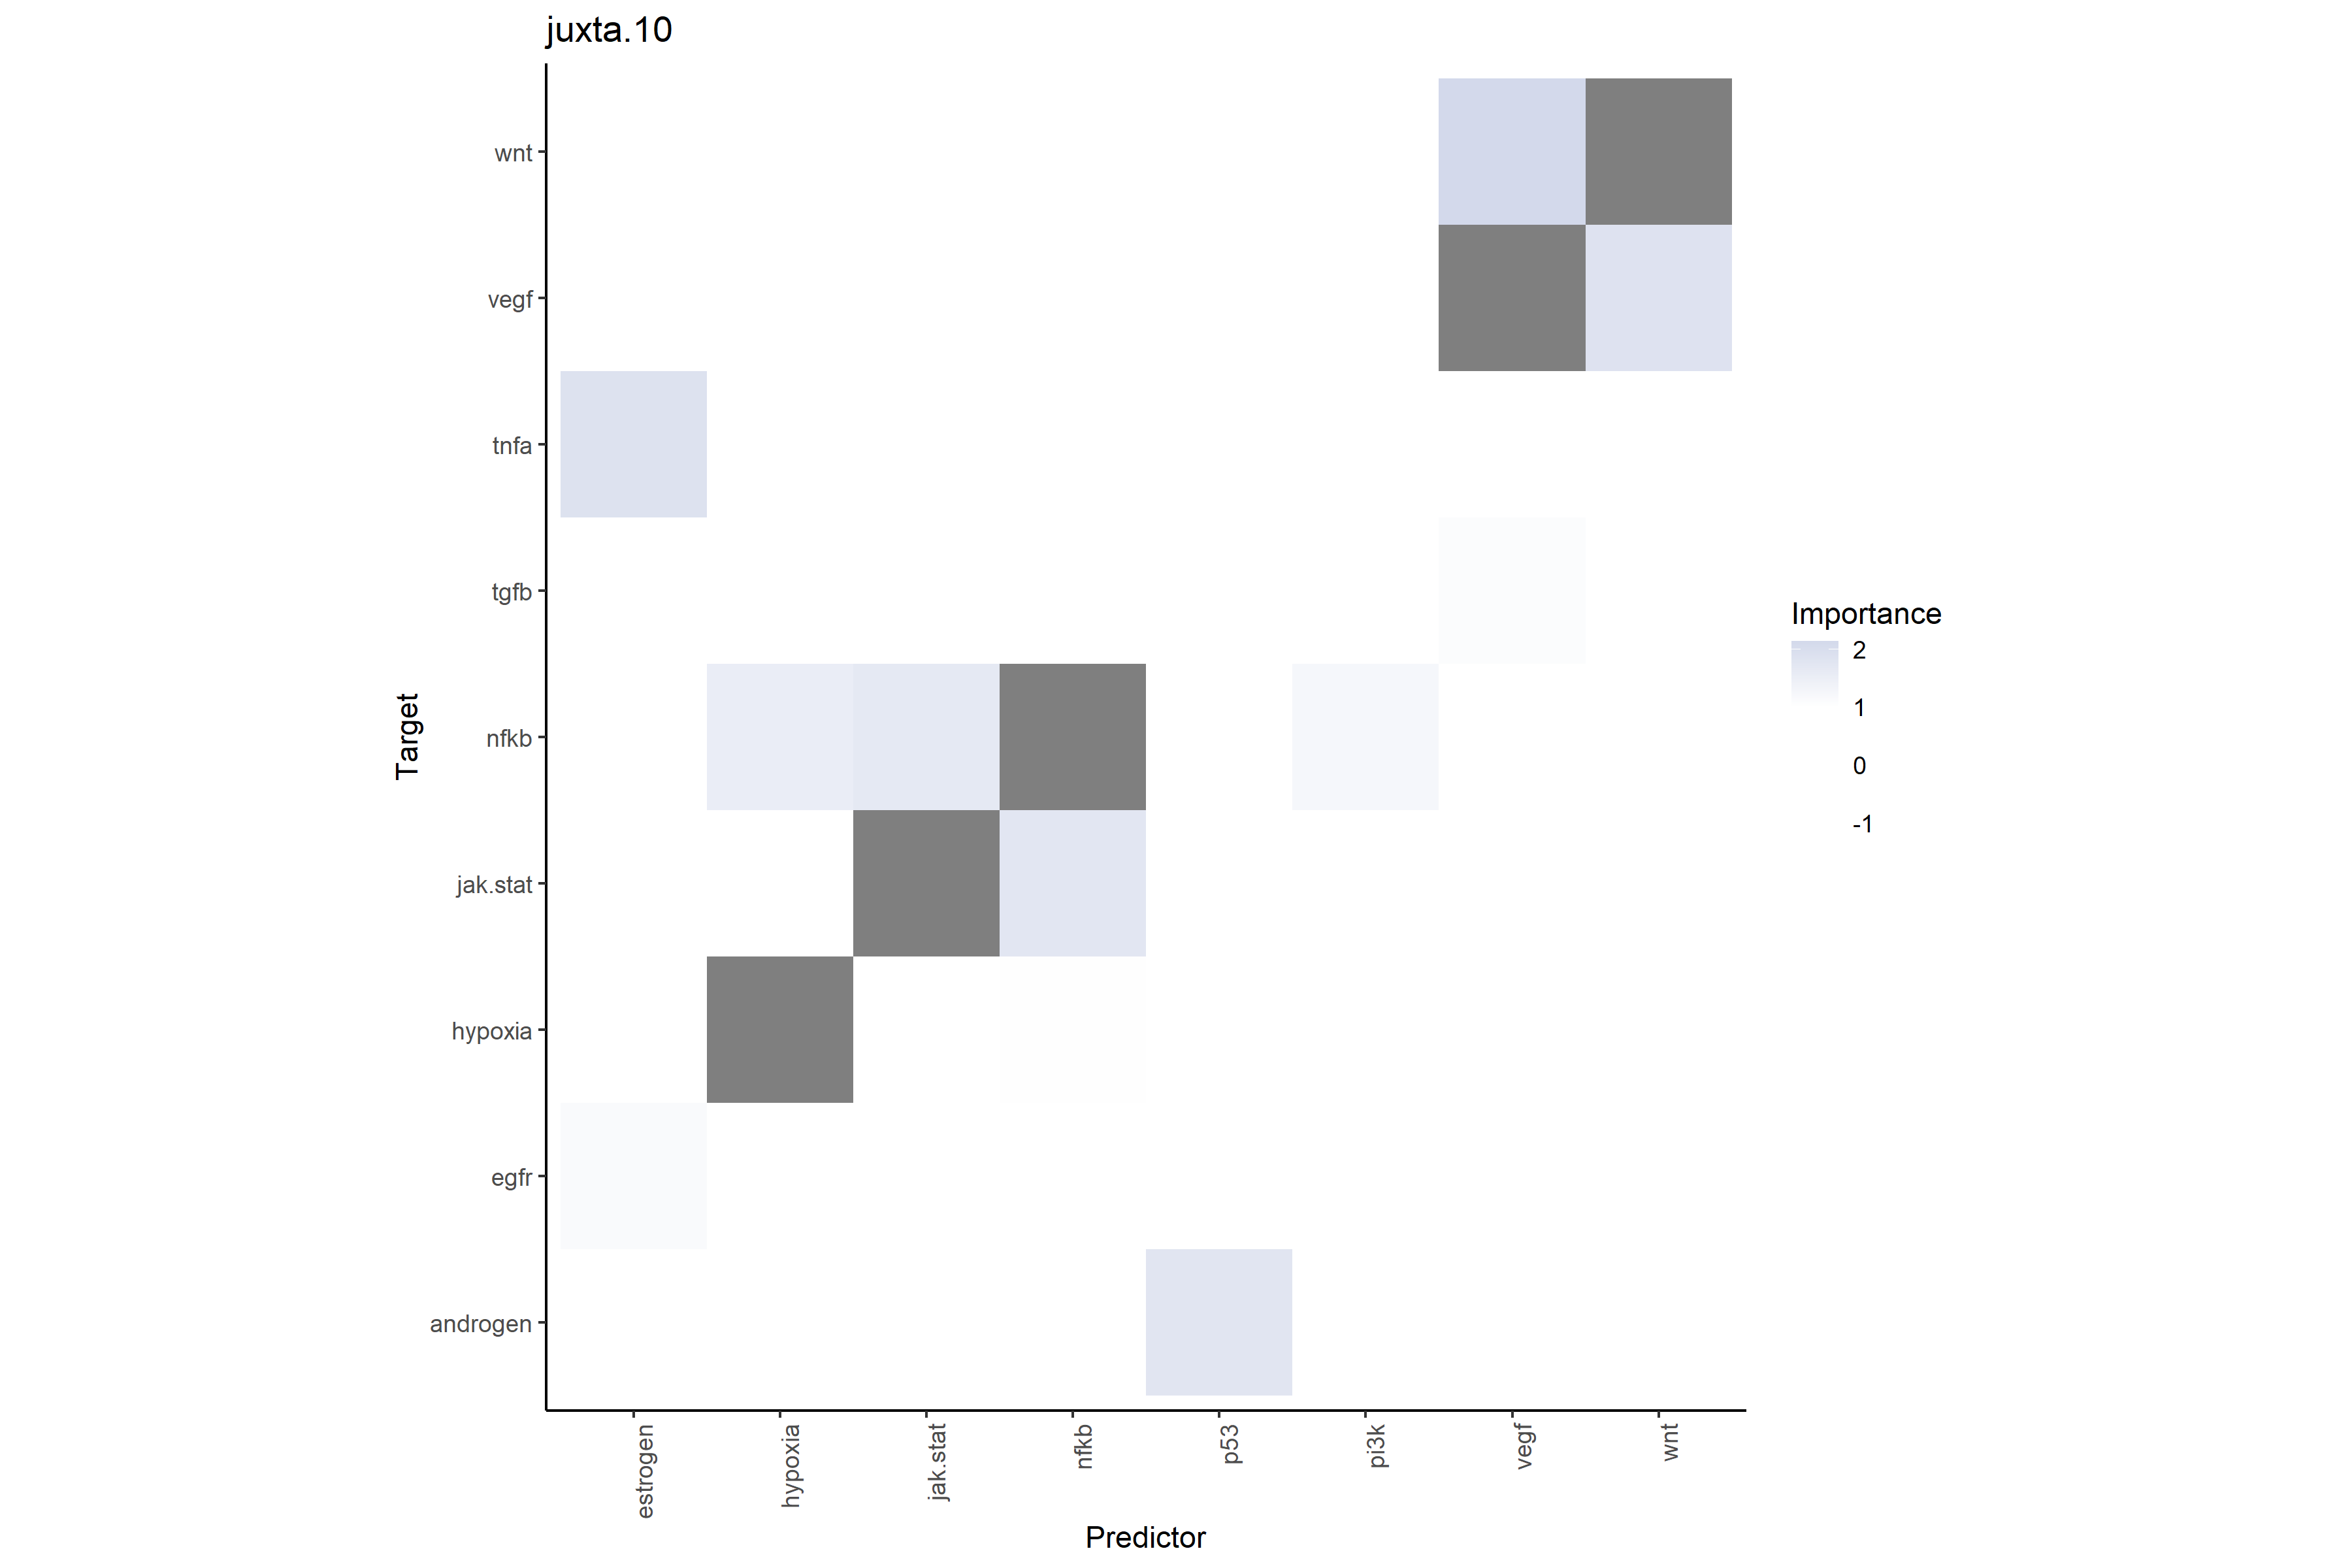 juxta.10
wnt
vegf
tnfa
tgfb
nfkb
jak.stat
hypoxia
egfr
androgen
Target
estrogen
hypoxia
jak.stat
nfkb
p53
pi3k
vegf
wnt
Predictor
Importance
2
1
0
-1